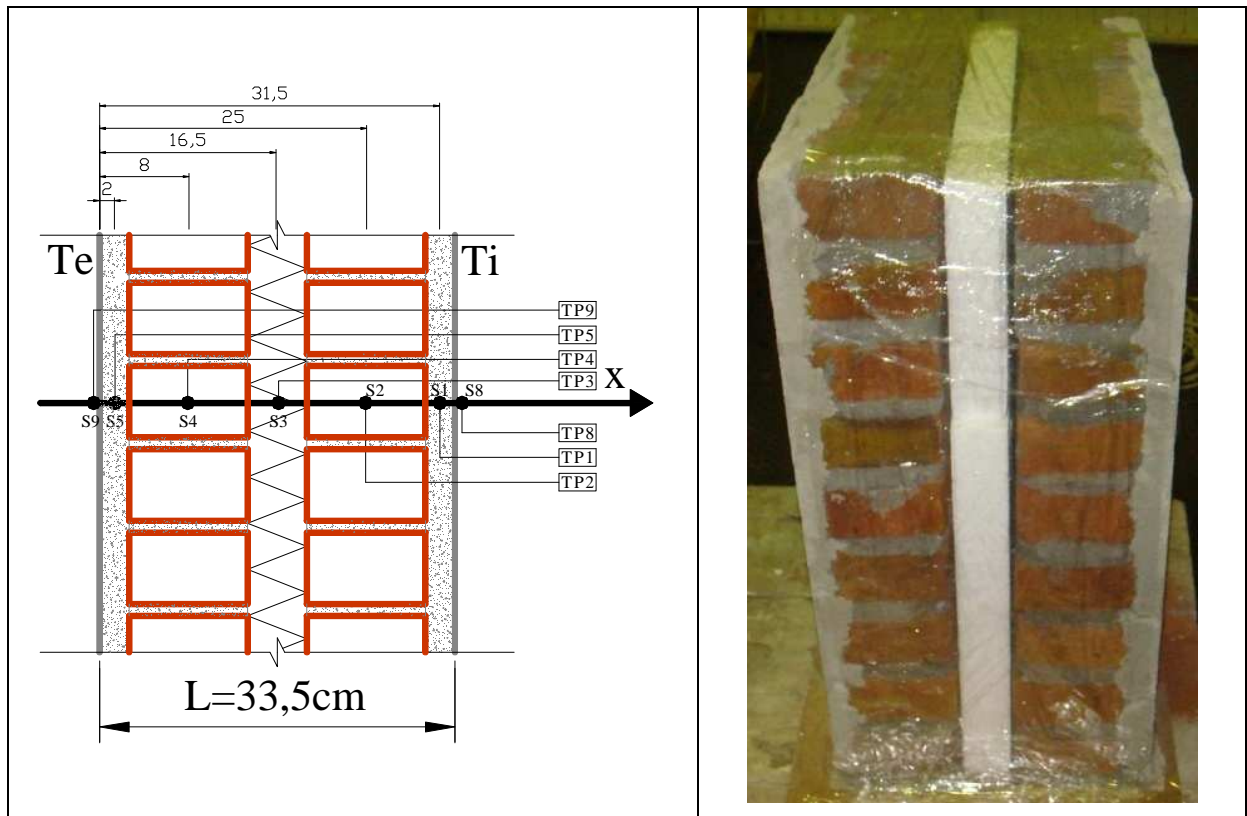 31,5
25
16,5
8
2
Te
Ti
TP9
TP5
TP4
TP3
X
S9
S5
S4
S3
S2
S1
S8
TP8
TP1
TP2
L=33,5cm